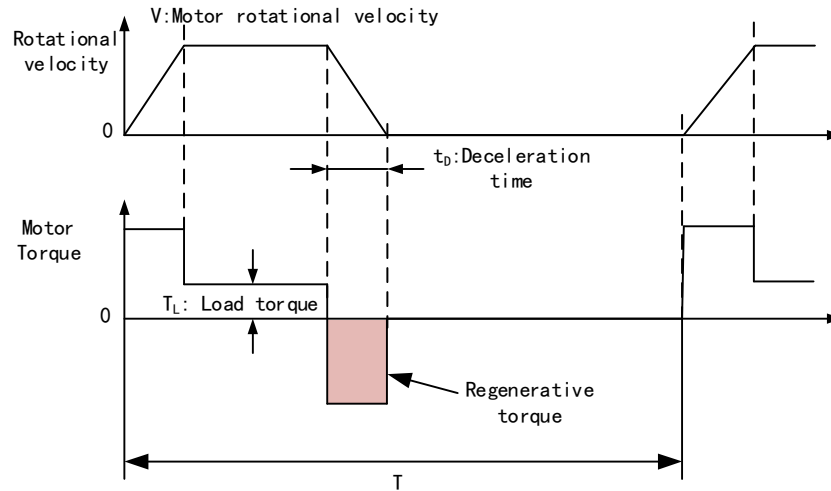 V:Motor rotational velocity
Rotational
velocity
0
t_D:Deceleration
time
Motor
Torque
T_L: Load torque
0
Regenerative
torque
T